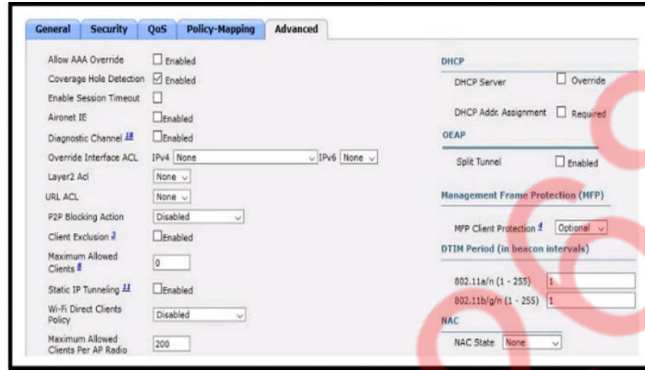 General Security QoS Policy-Mapping Advanced
Allow AAA Override Enabled
Coverage Hole Detection Enabled
Enable Session Timeout
Aironet IE Enabled
Diagnostic Channel 18 Enabled
Override Interface ACL IPv4 None IPv6 None
Layer2 Acl None
URL ACL None
P2P Blocking Action Disabled
Client Exclusion 3 Enabled
Maximum Allowed
Clients 8 0
Static IP Tunneling 11 Enabled
Wi-Fi Direct Clients
Policy Disabled
Maximum Allowed
Clients Per AP Radio 200
DHCP
DHCP Server Override
DHCP Addr. Assignment Required
OEAP
Split Tunnel Enabled
Management Frame Protection (MFP)
MFP Client Protection 4 Optional
DTIM Period (in beacon intervals)
802.11a/n (1 - 255) 1
802.11b/g/n (1 - 255) 1
NAC
NAC State None